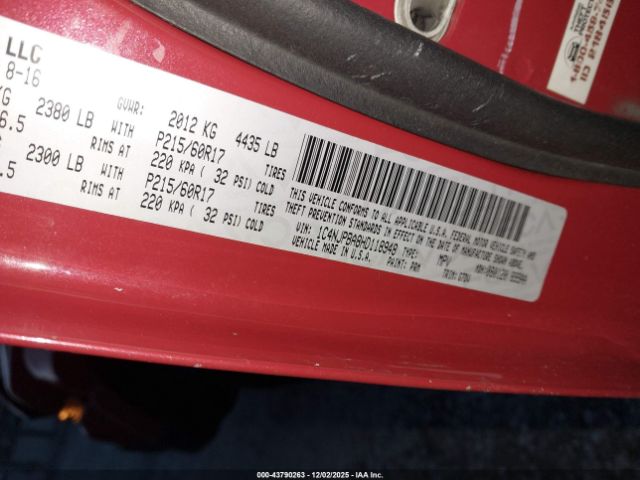 LLC
8-16
KG 2380 LB
GVWR: 2012 KG 4435 LB
6.5 WITH P215/60R17 TIRES
RIMS AT 220 KPA ( 32 PSI) COLD
2300 LB WITH P215/60R17 TIRES
.5 RIMS AT 220 KPA ( 32 PSI) COLD
THIS VEHICLE CONFORMS TO ALL APPLICABLE U.S.A. FEDERAL MOTOR VEHICLE SAFETY AND
THEFT PREVENTION STANDARDS IN EFFECT ON THE DATE OF MANUFACTURE SHOWN ABOVE.
VIN: TYPE: MPV
VEHICLE MADE IN U.S.A. PAINT: PRM TRIM:
000-43790263 - 12/02/2025 - IAA Inc.